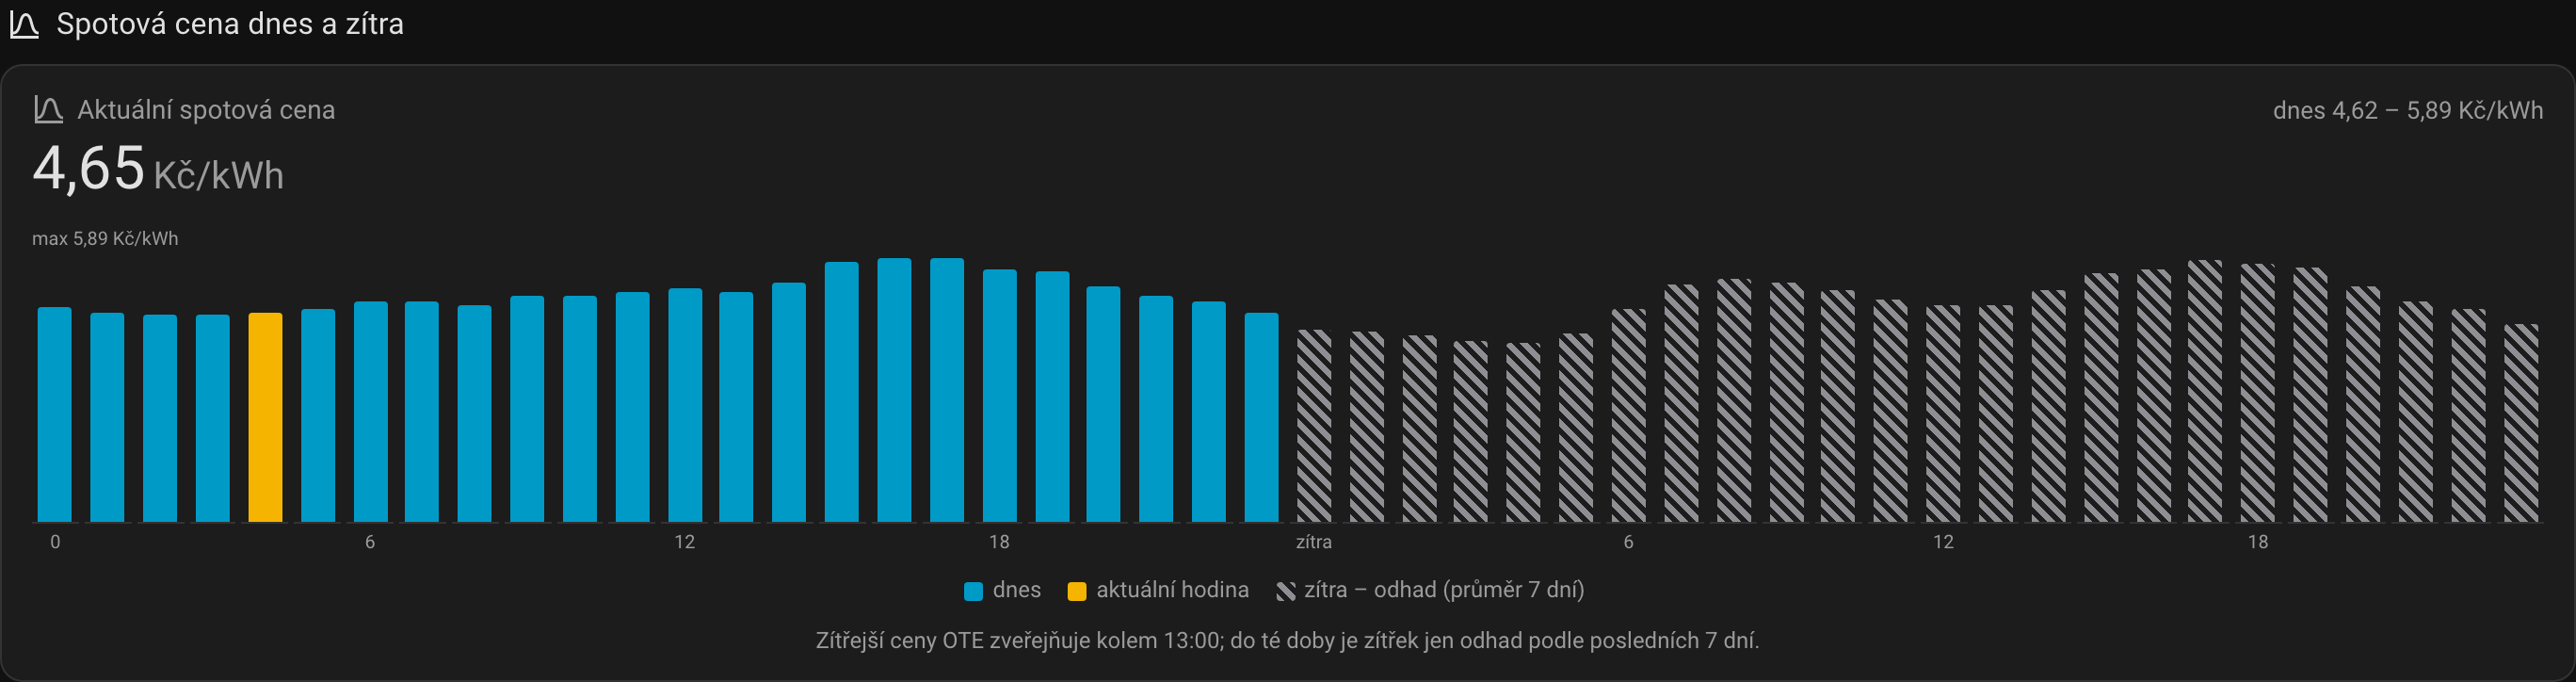 Spotová cena dnes a zítra
Aktuální spotová cena
dnes 4,62 – 5,89 Kč/kWh
4,65 Kč/kWh
max 5,89 Kč/kWh
0 6 12 18 zítra 6 12 18
dnes aktuální hodina zítra – odhad (průměr 7 dní)
Zítřejší ceny OTE zveřejňuje kolem 13:00; do té doby je zítřek jen odhad podle posledních 7 dní.